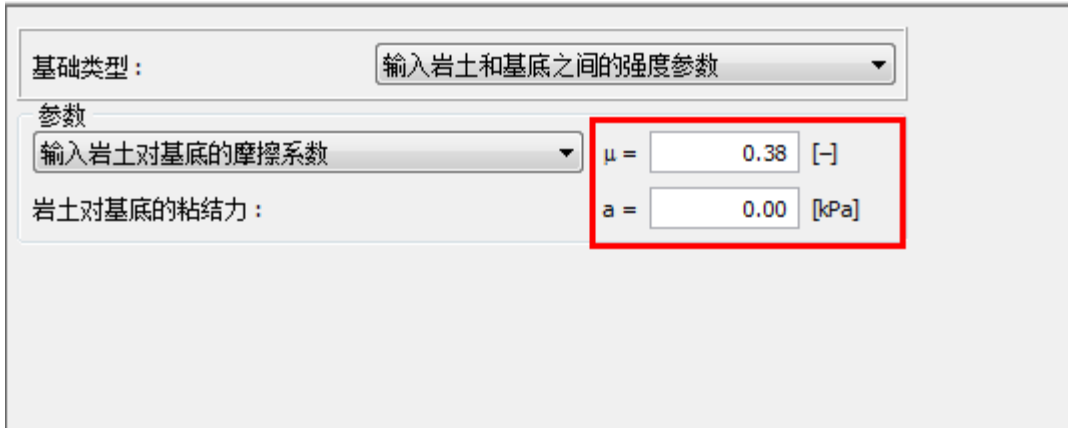 基础类型： 输入岩土和基底之间的强度参数
参数
输入岩土对基底的摩擦系数 μ = 0.38 [–]
岩土对基底的粘结力： a = 0.00 [kPa]